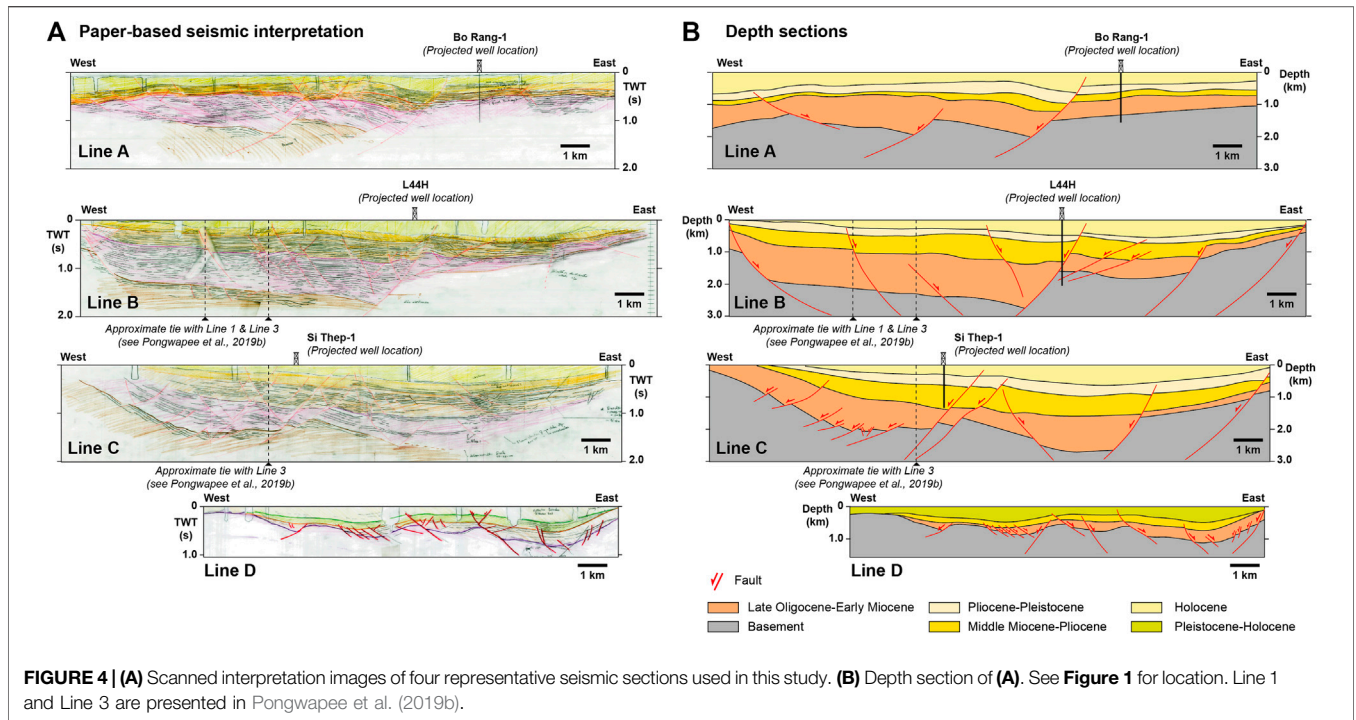 A Paper-based seismic interpretation
Bo Rang-1
(Projected well location)
West
East
0
TWT
(s)
1.0
2.0
Line A
1 km
L44H
(Projected well location)
West
East
0
TWT
(s)
1.0
2.0
Line B
1 km
Approximate tie with Line 1 & Line 3
(see Pongwapee et al., 2019b)
Si Thep-1
(Projected well location)
West
East
0
TWT
(s)
1.0
2.0
Line C
1 km
Approximate tie with Line 3
(see Pongwapee et al., 2019b)
West
East
TWT
(s)
0
1.0
Line D
1 km
B Depth sections
Bo Rang-1
(Projected well location)
West
East
0
Depth
(km)
1.0
2.0
3.0
Line A
1 km
L44H
(Projected well location)
West
East
Depth
(km)
0
1.0
2.0
3.0
Line B
1 km
Approximate tie with Line 1 & Line 3
(see Pongwapee et al., 2019b)
Si Thep-1
(Projected well location)
West
East
0
Depth
(km)
1.0
2.0
3.0
Line C
1 km
Approximate tie with Line 3
(see Pongwapee et al., 2019b)
West
East
Depth
(km)
0
1.0
Line D
1 km
Fault
Late Oligocene-Early Miocene
Pliocene-Pleistocene
Holocene
Basement
Middle Miocene-Pliocene
Pleistocene-Holocene
FIGURE 4 | (A) Scanned interpretation images of four representative seismic sections used in this study. (B) Depth section of (A). See Figure 1 for location. Line 1
and Line 3 are presented in Pongwapee et al. (2019b).